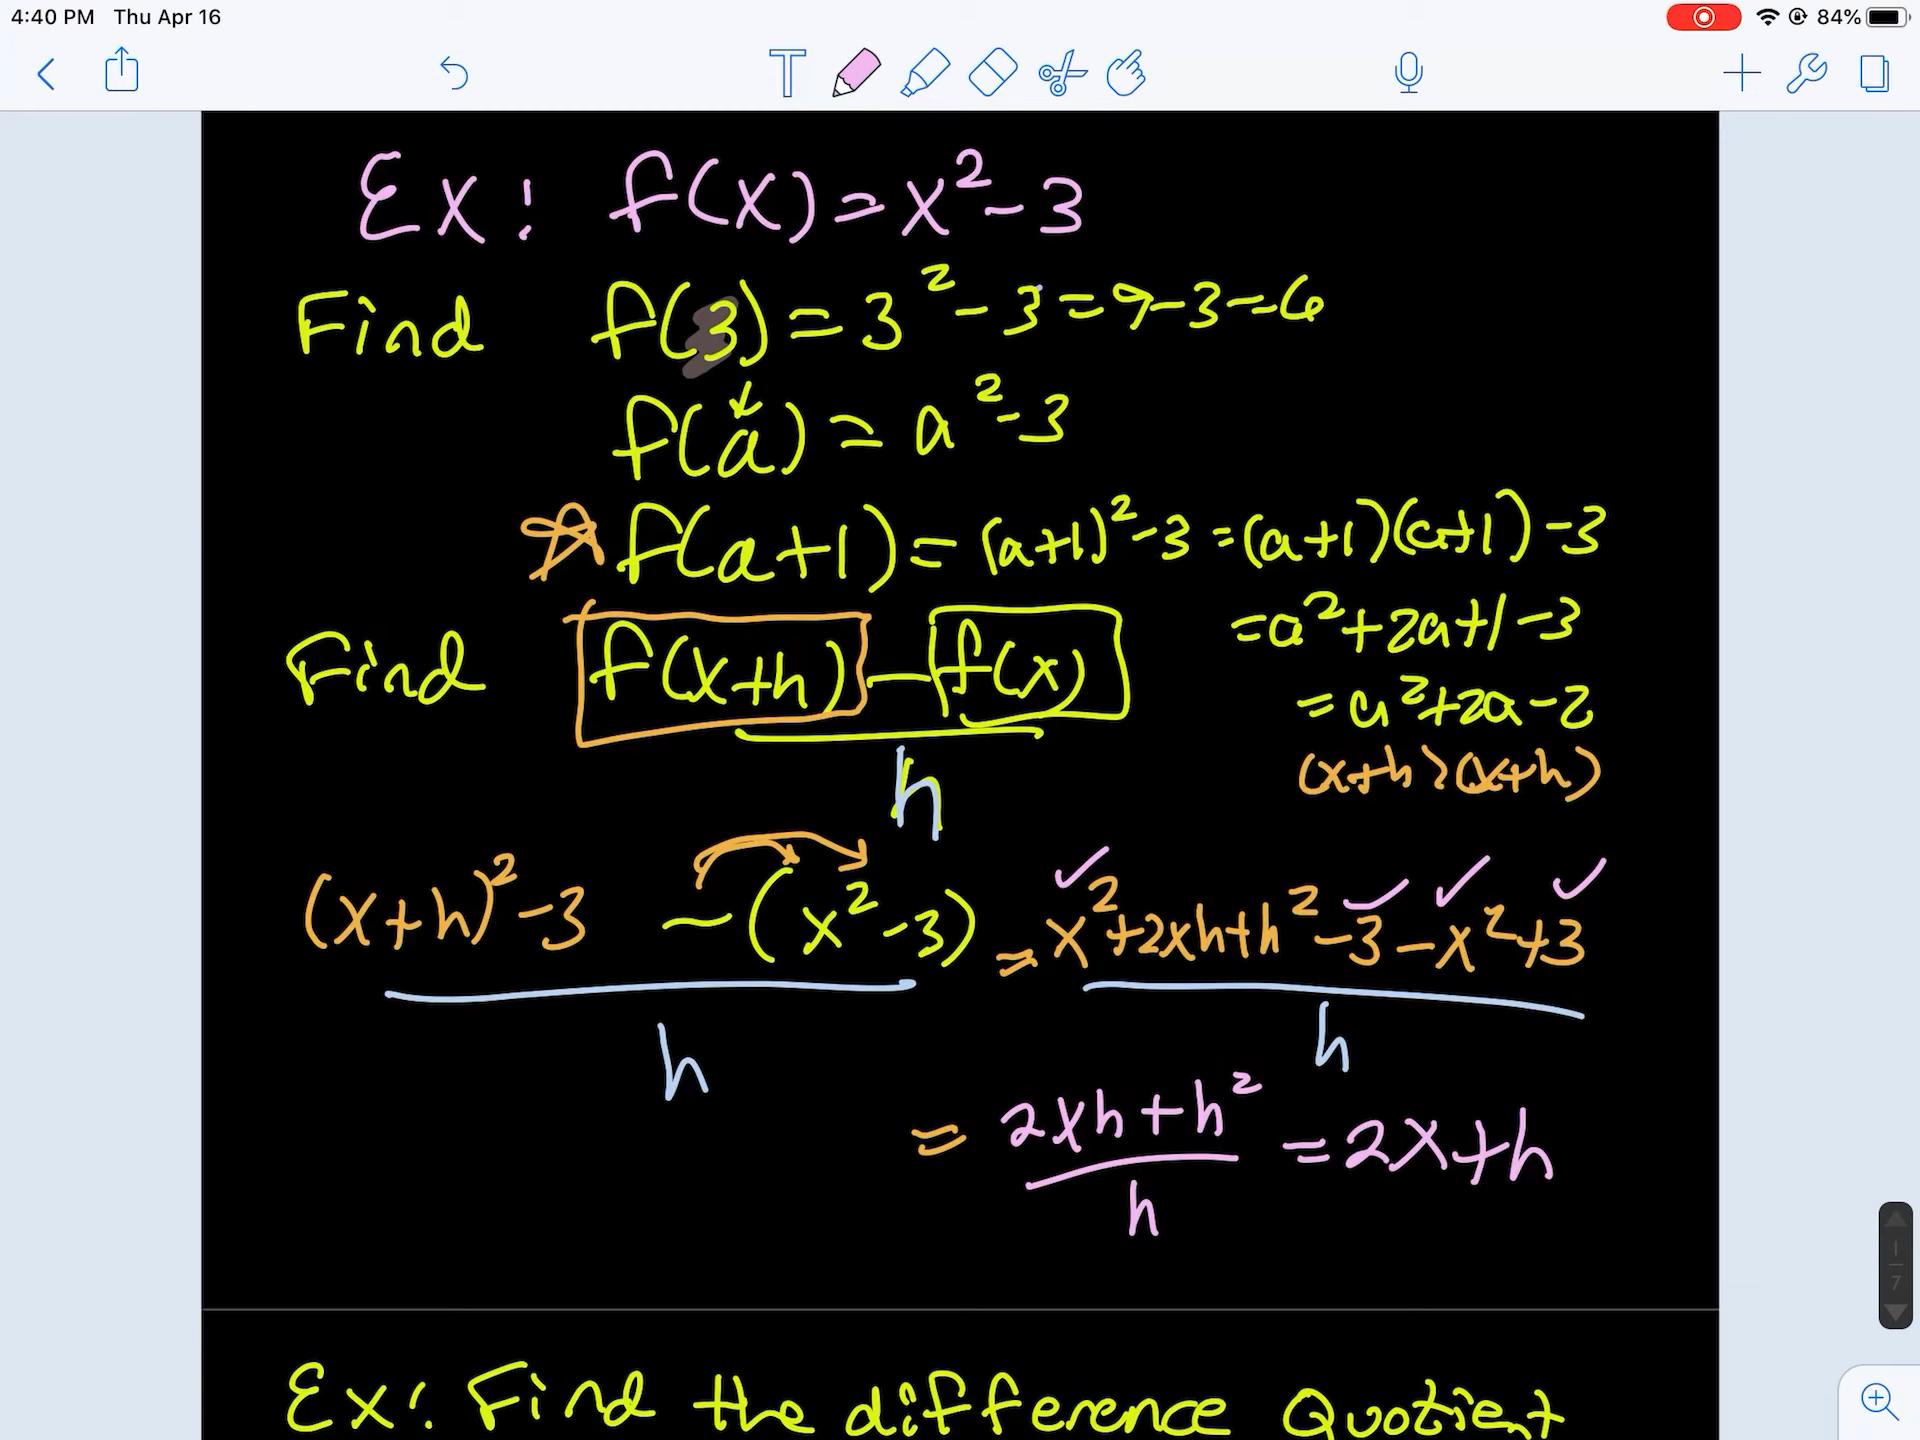 4:40 PM Thu Apr 16 84%
Ex: f(x)=x²-3
Find f(3)=3²-3=9-3=6
f(a)=a²-3
f(a+1)=(a+1)²-3=(a+1)(a+1)-3
=a²+2a+1-3
Find f(x+h)-f(x)
h
=a²+2a-2
(x+h)(x+h)
(x+h)²-3 -(x²-3) = x²+2xh+h²-3-x²+3
h h
= 2xh+h² =2x+h
h
1
7
Ex: Find the difference Quotient